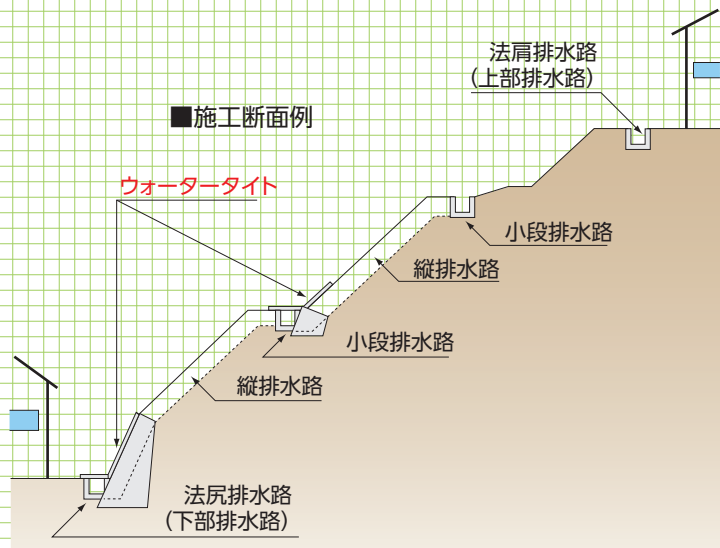 法肩排水路
（上部排水路）
■施工断面例
ウォータータイト
小段排水路
縦排水路
小段排水路
縦排水路
法尻排水路
（下部排水路）